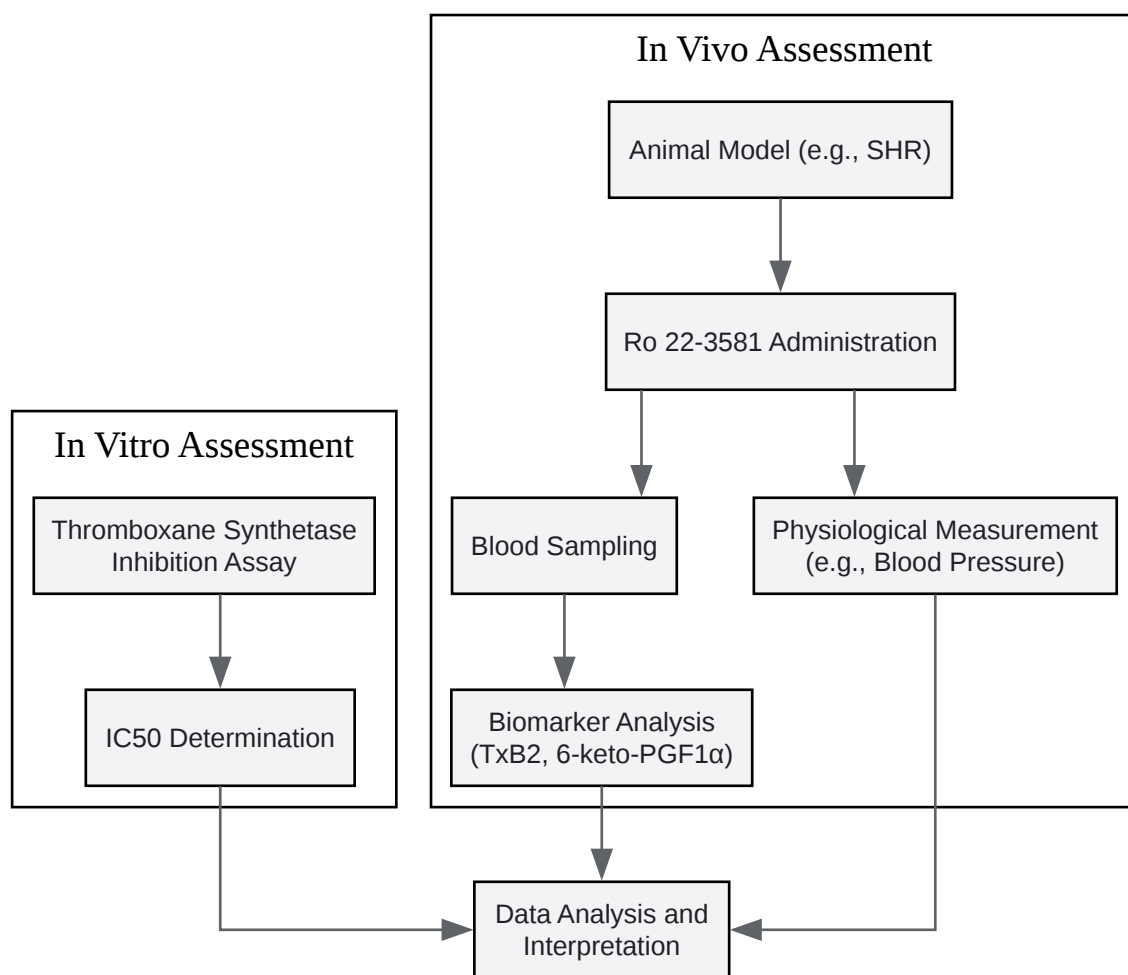 In Vivo Assessment
Animal Model (e.g., SHR)
Ro 22-3581 Administration
In Vitro Assessment
Thromboxane Synthetase
Inhibition Assay
Blood Sampling
Physiological Measurement
(e.g., Blood Pressure)
IC50 Determination
Biomarker Analysis
(TxB2, 6-keto-PGF1α)
Data Analysis and
Interpretation